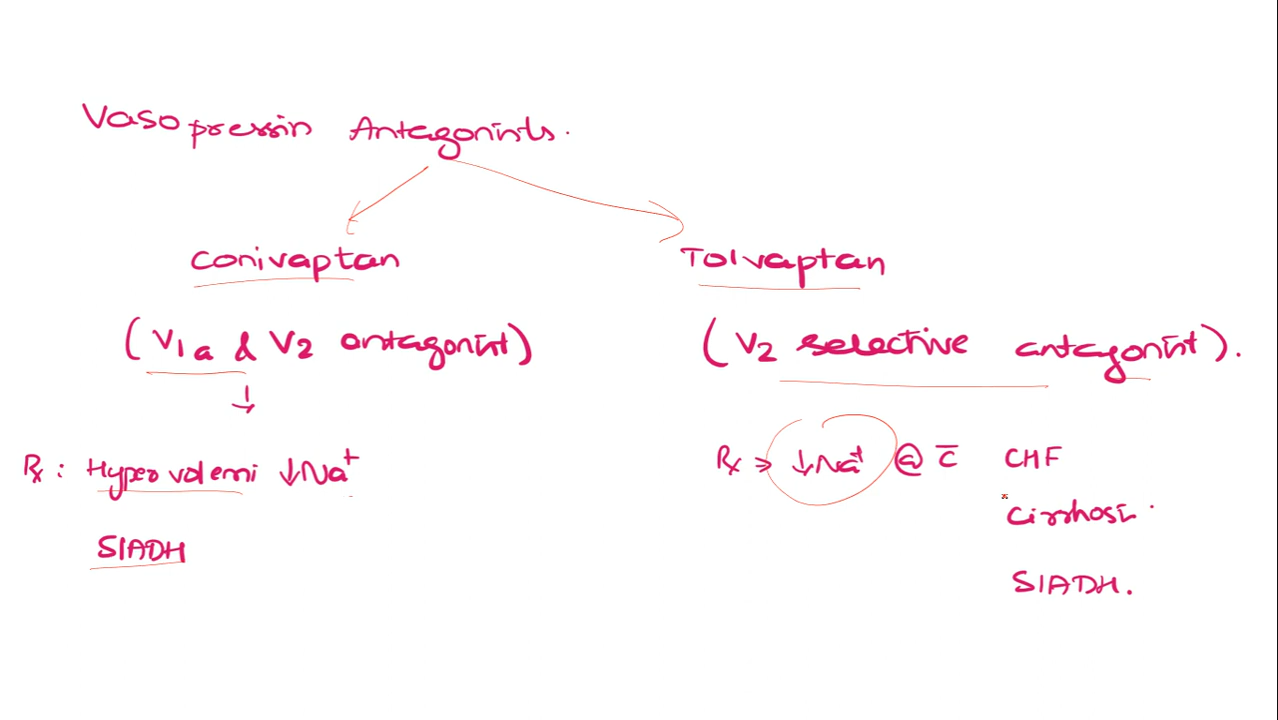 Vasopressin Antagonists.
Conivaptan
Tolvaptan
(V1a & V2 antagonist)
(V2 selective antagonist).
Rx : Hypervolemi ↓Na+
SIADH
Rx > ↓Na+ @ c̅ CHF
Cirrhosis.
SIADH.